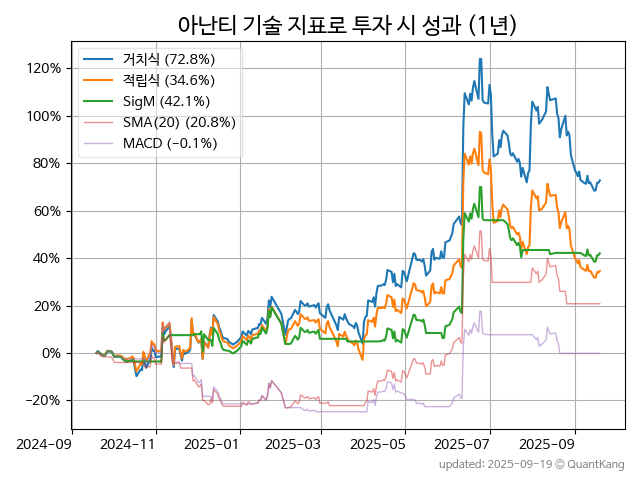 아난티 기술 지표로 투자 시 성과 (1년)
거치식 (72.8%)
적립식 (34.6%)
SigM (42.1%)
SMA(20) (20.8%)
MACD (−0.1%)
120%
100%
80%
60%
40%
20%
0%
−20%
2024-09 2024-11 2025-01 2025-03 2025-05 2025-07 2025-09
updated: 2025-09-19 @ QuantKang